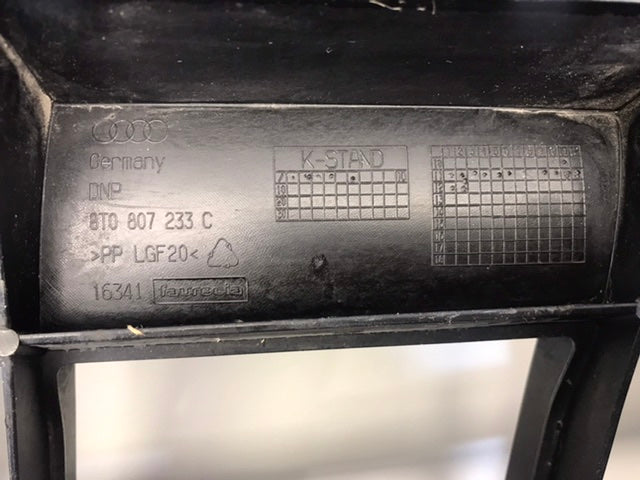 Germany
DNP
8T0 807 233 C
>PP LGF20<
16341 faurecia
K-STAND